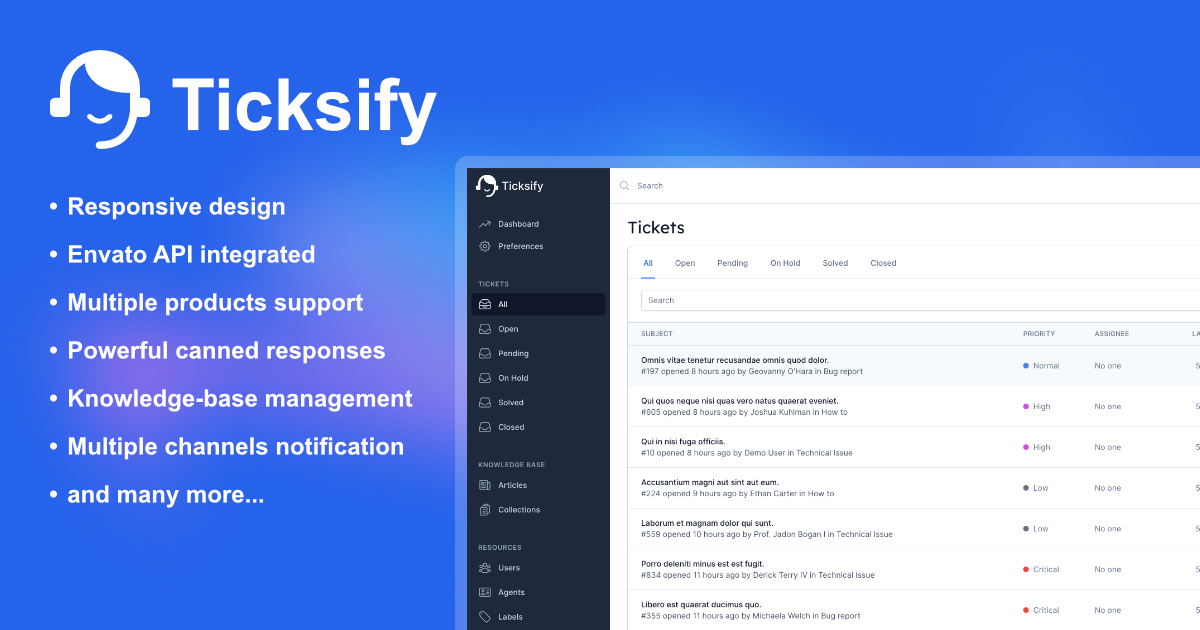 Ticksify
• Responsive design
• Envato API integrated
• Multiple products support
• Powerful canned responses
• Knowledge-base management
• Multiple channels notification
• and many more...
Ticksify
Dashboard
Preferences
TICKETS
All
Open
Pending
On Hold
Solved
Closed
KNOWLEDGE BASE
Articles
Collections
RESOURCES
Users
Agents
Labels
Search
Tickets
All Open Pending On Hold Solved Closed
Search
SUBJECT PRIORITY ASSIGNEE LA
Omnis vitae tenetur recusandae omnis quod dolor.
#197 opened 8 hours ago by Geovanny O'Hara in Bug report
Normal No one 5
Qui quos neque nisi quas vero natus quaerat eveniet.
#605 opened 8 hours ago by Joshua Kuhlman in How to
High No one 5
Qui in nisi fuga officiis.
#10 opened 8 hours ago by Demo User in Technical Issue
High No one 5
Accusantium magni aut sint aut eum.
#224 opened 9 hours ago by Ethan Carter in How to
Low No one 5
Laborum et magnam dolor qui sunt.
#559 opened 10 hours ago by Prof. Jadon Bogan I in Technical Issue
Low No one 5
Porro deleniti minus est est fugit.
#834 opened 11 hours ago by Derick Terry IV in Technical Issue
Critical No one 5
Libero est quaerat ducimus quo.
#355 opened 11 hours ago by Michaela Welch in Bug report
Critical No one 5